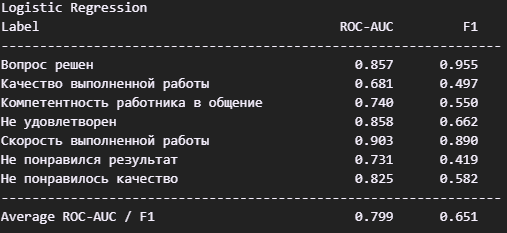 Logistic Regression
Label ROC-AUC F1
Вопрос решен 0.857 0.955
Качество выполненной работы 0.681 0.497
Компетентность работника в общение 0.740 0.550
Не удовлетворен 0.858 0.662
Скорость выполненной работы 0.903 0.890
Не понравился результат 0.731 0.419
Не понравилось качество 0.825 0.582
Average ROC-AUC / F1 0.799 0.651